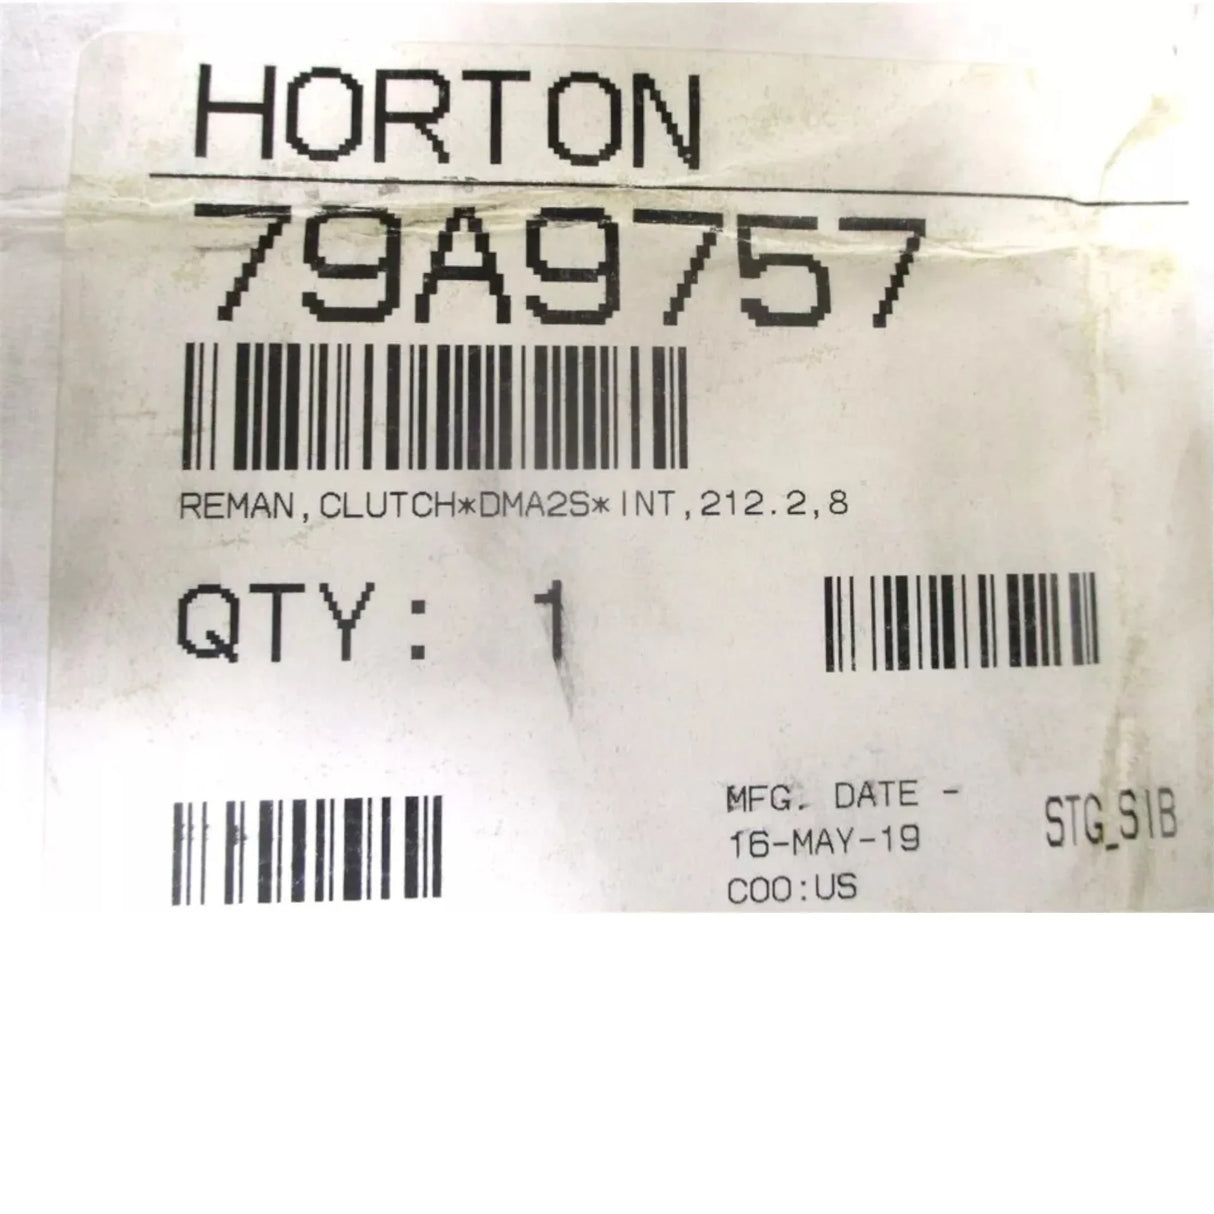 HORTON
79A9757
REMAN,CLUTCH*DMA2S*INT,212.2,8
QTY: 1
MFG. DATE -
16-MAY-19
COO:US
STG_SIB